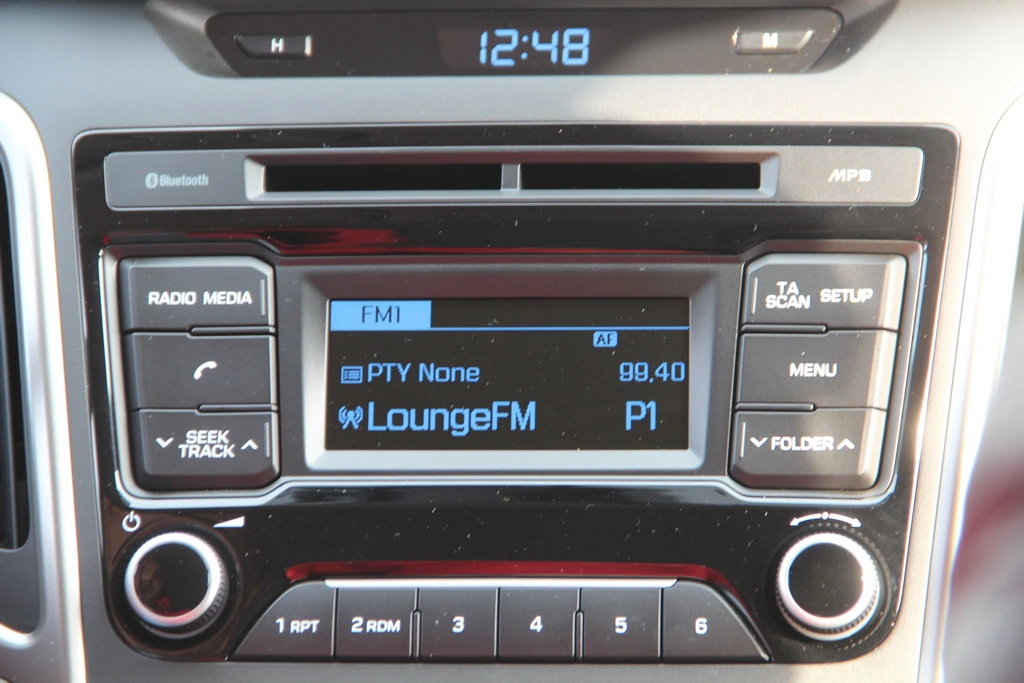 H 12:48 M
Bluetooth MP3
RADIO MEDIA
SEEK
TRACK
FM1
AF
PTY None 99.40
LoungeFM P1
TA
SCAN SETUP
MENU
FOLDER
1 RPT 2 RDM 3 4 5 6